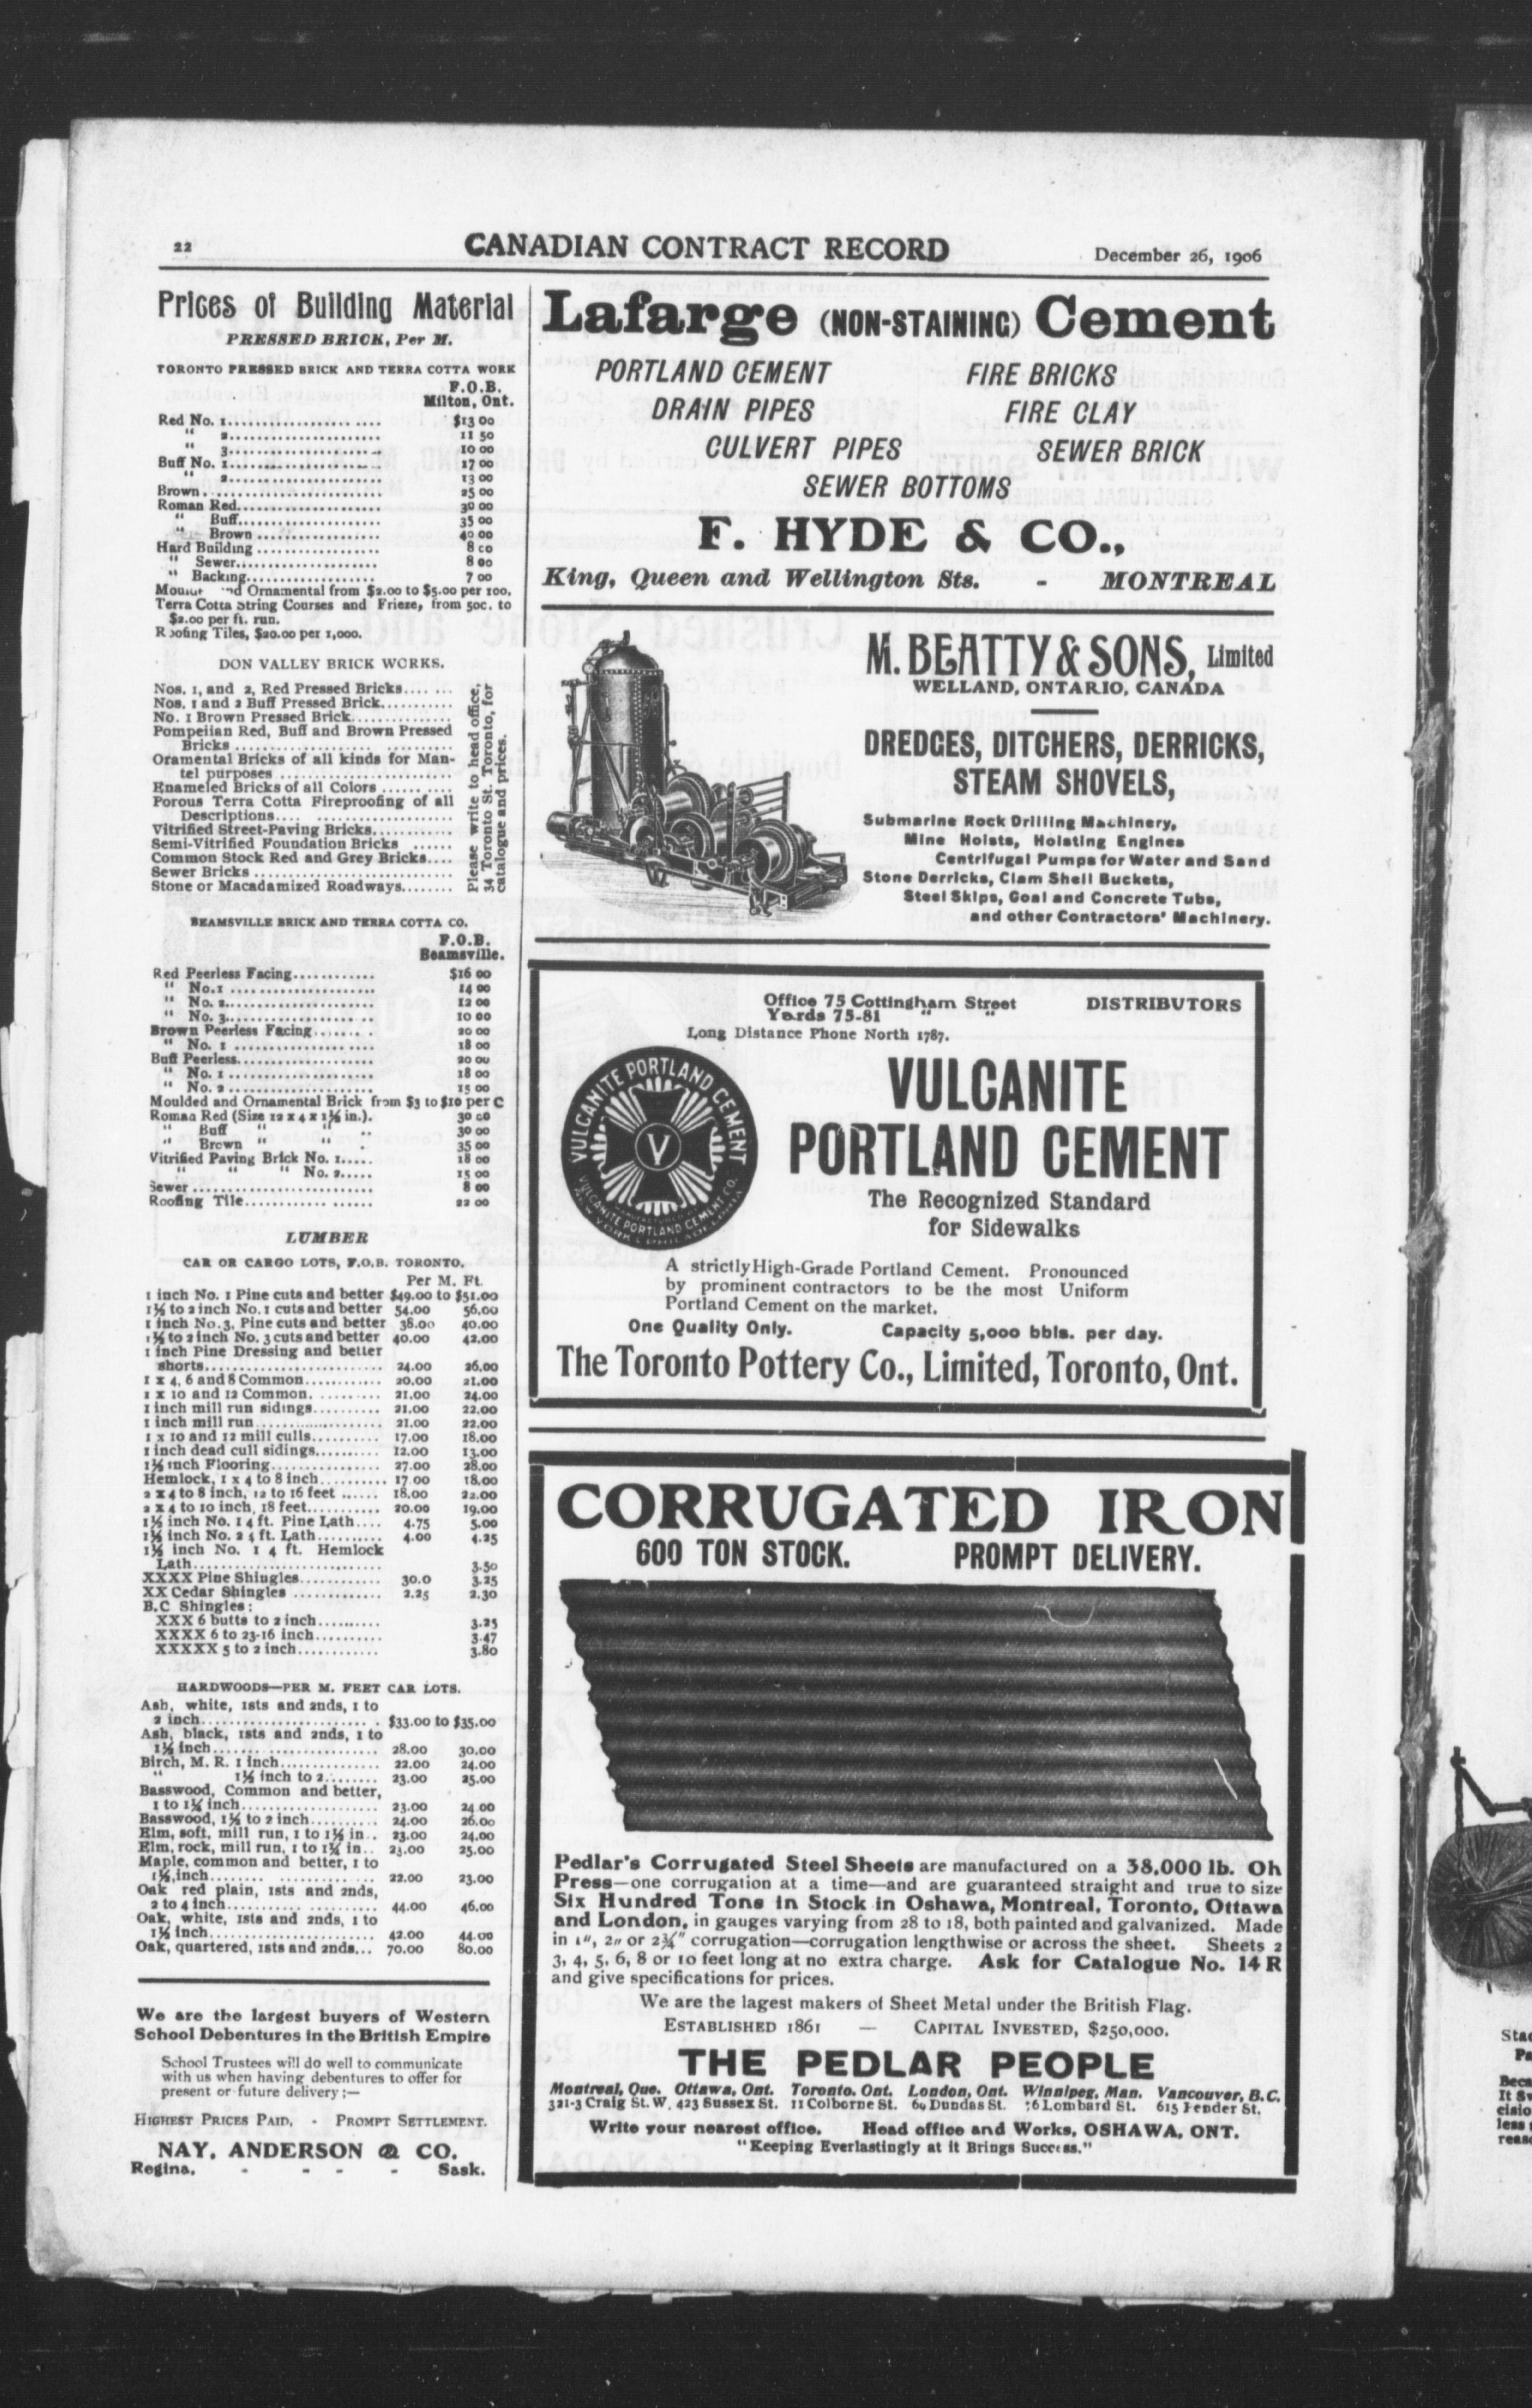 22
CANADIAN CONTRACT RECORD
December 26, 1906
Prices of Building Material
PRESSED BRICK, Per M.
TORONTO PRESSED BRICK AND TERRA COTTA WORK
F.O.B.
Milton, Ont.
Red No. 1.................. .... $13 00
" 2...................... 11 50
" 3...................... 10 00
Buff No. 1...................... 17 00
" 2...................... 13 00
Brown........................ 25 00
Roman Red..................... 30 00
" Buff..................... 35 00
" Brown.................. 40 00
Hard Building.................. 8 00
" Sewer..................... 8 00
" Backing................... 7 00
Ornamental from $2.00 to $5.00 per 100.
Terra Cotta String Courses and Frieze, from 50c. to
$2.00 per ft. run.
Roofing Tiles, $20.00 per 1,000.
DON VALLEY BRICK WORKS.
Nos. 1, and 2, Red Pressed Bricks.... ...
Nos. 1 and 2 Buff Pressed Brick...........
No. 1 Brown Pressed Brick...............
Pompeiian Red, Buff and Brown Pressed
Bricks .................... ..........
Oramental Bricks of all kinds for Man-
tel purposes ........................
Enameled Bricks of all Colors ...... ....
Porous Terra Cotta Fireproofing of all
Descriptions.... ....................
Vitrified Street-Paving Bricks............
Semi-Vitrified Foundation Bricks ......
Common Stock Red and Grey Bricks....
Sewer Bricks .............................
Stone or Macadamized Roadways........
Please write to head office,
34 Toronto St. Toronto, for
catalogue and prices.
BEAMSVILLE BRICK AND TERRA COTTA CO.
F.O.B.
Beamsville.
Red Peerless Facing............ $16 00
" No. 1 ..................... 14 00
" No. 2...................... 12 00
" No. 3...................... 10 00
Brown Peerless Facing....... . 20 00
" No. 1 .................... 18 00
Buff Peerless.................... 20 00
" No. 1 ..................... 18 00
" No. 2 ..................... 15 00
Moulded and Ornamental Brick from $3 to $10 per C
Roman Red (Size 12 x 4 x 1½ in.). 30 00
" Buff " " .. 30 00
" Brown " " . 35 00
Vitrified Paving Brick No. 1..... 18 00
" " " No. 2..... 15 00
Sewer .......................... 8 00
Roofing Tile............ ...... 22 00
LUMBER
CAR OR CARGO LOTS, F.O.B. TORONTO.
Per M. Ft.
1 inch No. 1 Pine cuts and better $49.00 to $51.00
1½ to 2 inch No. 1 cuts and better 54.00 56.00
1 inch No. 3, Pine cuts and better 38.00 40.00
1½ to 2 inch No. 3 cuts and better 40.00 42.00
1 inch Pine Dressing and better
shorts.......................... 24.00 26.00
1 x 4, 6 and 8 Common............ 20.00 21.00
1 x 10 and 12 Common. .......... 21.00 24.00
1 inch mill run sidings.......... 21.00 22.00
1 inch mill run.................. 21.00 22.00
1 x 10 and 12 mill culls.......... 17.00 18.00
1 inch dead cull sidings.......... 12.00 13.00
1¼ inch Flooring................ 27.00 28.00
Hemlock, 1 x 4 to 8 inch.......... 17 00 18.00
2 x 4 to 8 inch, 12 to 16 feet ...... 18.00 22.00
2 x 4 to 10 inch, 18 feet........... 20.00 19.00
1½ inch No. 1 4 ft. Pine Lath.... 4.75 5.00
1½ inch No. 2 4 ft. Lath.......... 4.00 4.25
1½ inch No. 1 4 ft. Hemlock
Lath............................ 3.50
XXXX Pine Shingles............ 30.0 3.25
XX Cedar Shingles ............. 2.25 2.30
B.C Shingles:
XXX 6 butts to 2 inch.......... 3.25
XXXX 6 to 23-16 inch.......... 3.47
XXXXX 5 to 2 inch............ 3.80
HARDWOODS—PER M. FEET CAR LOTS.
Ash, white, 1sts and 2nds, 1 to
2 inch......................... $33.00 to $35.00
Ash, black, 1sts and 2nds, 1 to
1½ inch....... ................. 28.00 30.00
Birch, M. R. 1 inch............... 22.00 24.00
" 1½ inch to 2........ 23.00 25.00
Basswood, Common and better,
1 to 1½ inch.................... 23.00 24 00
Basswood, 1½ to 2 inch.......... 24.00 26.00
Elm, soft, mill run, 1 to 1½ in.. 23.00 24.00
Elm, rock, mill run, 1 to 1½ in.. 23.00 25.00
Maple, common and better, 1 to
1½ inch........ ............... 22.00 23.00
Oak red plain, 1sts and 2nds,
2 to 4 inch........... .......... 44.00 46.00
Oak, white, 1sts and 2nds, 1 to
1½ inch........................ 42.00 44.00
Oak, quartered, 1sts and 2nds... 70.00 80.00
We are the largest buyers of Western
School Debentures in the British Empire
School Trustees will do well to communicate
with us when having debentures to offer for
present or future delivery :—
HIGHEST PRICES PAID, - PROMPT SETTLEMENT.
NAY, ANDERSON & CO.
Regina, - - - - Sask.
Lafarge (NON-STAINING) Cement
PORTLAND CEMENT FIRE BRICKS
DRAIN PIPES FIRE CLAY
CULVERT PIPES SEWER BRICK
SEWER BOTTOMS
F. HYDE & CO.,
King, Queen and Wellington Sts. - MONTREAL
M. BEATTY & SONS, Limited
WELLAND, ONTARIO, CANADA
DREDGES, DITCHERS, DERRICKS,
STEAM SHOVELS,
Submarine Rock Drilling Machinery,
Mine Hoists, Hoisting Engines
Centrifugal Pumps for Water and Sand
Stone Derricks, Clam Shell Buckets,
Steel Skips, Goal and Concrete Tubs,
and other Contractors' Machinery.
Office 75 Cottingham Street DISTRIBUTORS
Yards 75-81 " "
Long Distance Phone North 1787.
VULCANITE PORTLAND CEMENT
V
VULCANITE PORTLAND CEMENT CO.
VULCANITE
PORTLAND CEMENT
The Recognized Standard
for Sidewalks
A strictly High-Grade Portland Cement. Pronounced
by prominent contractors to be the most Uniform
Portland Cement on the market.
One Quality Only. Capacity 5,000 bbls. per day.
The Toronto Pottery Co., Limited, Toronto, Ont.
CORRUGATED IRON
600 TON STOCK. PROMPT DELIVERY.
Pedlar's Corrugated Steel Sheets are manufactured on a 38,000 lb. Oh
Press—one corrugation at a time—and are guaranteed straight and true to size
Six Hundred Tons in Stock in Oshawa, Montreal, Toronto, Ottawa
and London, in gauges varying from 28 to 18, both painted and galvanized. Made
in 1", 2" or 2¾" corrugation—corrugation lengthwise or across the sheet. Sheets 2
3, 4, 5, 6, 8 or 10 feet long at no extra charge. Ask for Catalogue No. 14 R
and give specifications for prices.
We are the lagest makers of Sheet Metal under the British Flag.
ESTABLISHED 1861 — CAPITAL INVESTED, $250,000.
THE PEDLAR PEOPLE
Montreal, Que. Ottawa, Ont. Toronto, Ont. London, Ont. Winnipeg, Man. Vancouver, B.C.
321-3 Craig St. W. 423 Sussex St. 11 Colborne St. 69 Dundas St. 76 Lombard St. 615 Pender St.
Write your nearest office. Head office and Works, OSHAWA, ONT.
"Keeping Everlastingly at it Brings Success."